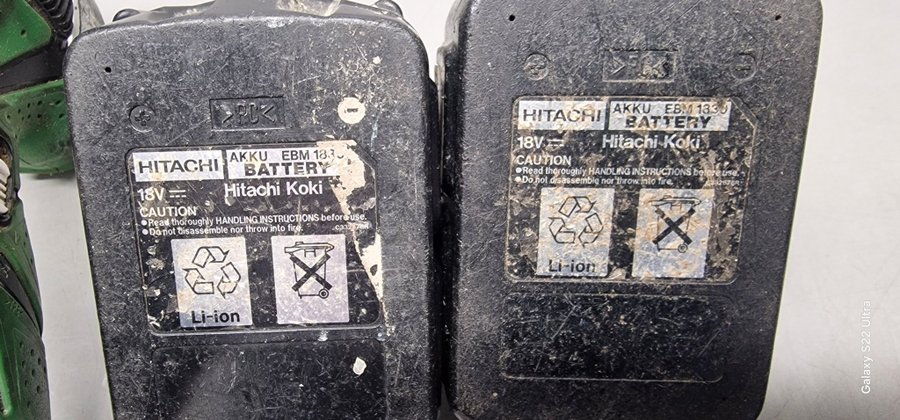 >PC<
HITACHI
AKKU EBM
BATTERY
18V
Hitachi Koki
CAUTION
●Read thoroughly HANDLING INSTRUCTIONS before use.
●Do not disassemble nor throw into fire.
Li-ion
HITACHI
AKKU EBM 1830
BATTERY
18V
Hitachi Koki
CAUTION
●Read thoroughly HANDLING INSTRUCTIONS before use.
●Do not disassemble nor throw into fire.
Li-ion
Galaxy S22 Ultra